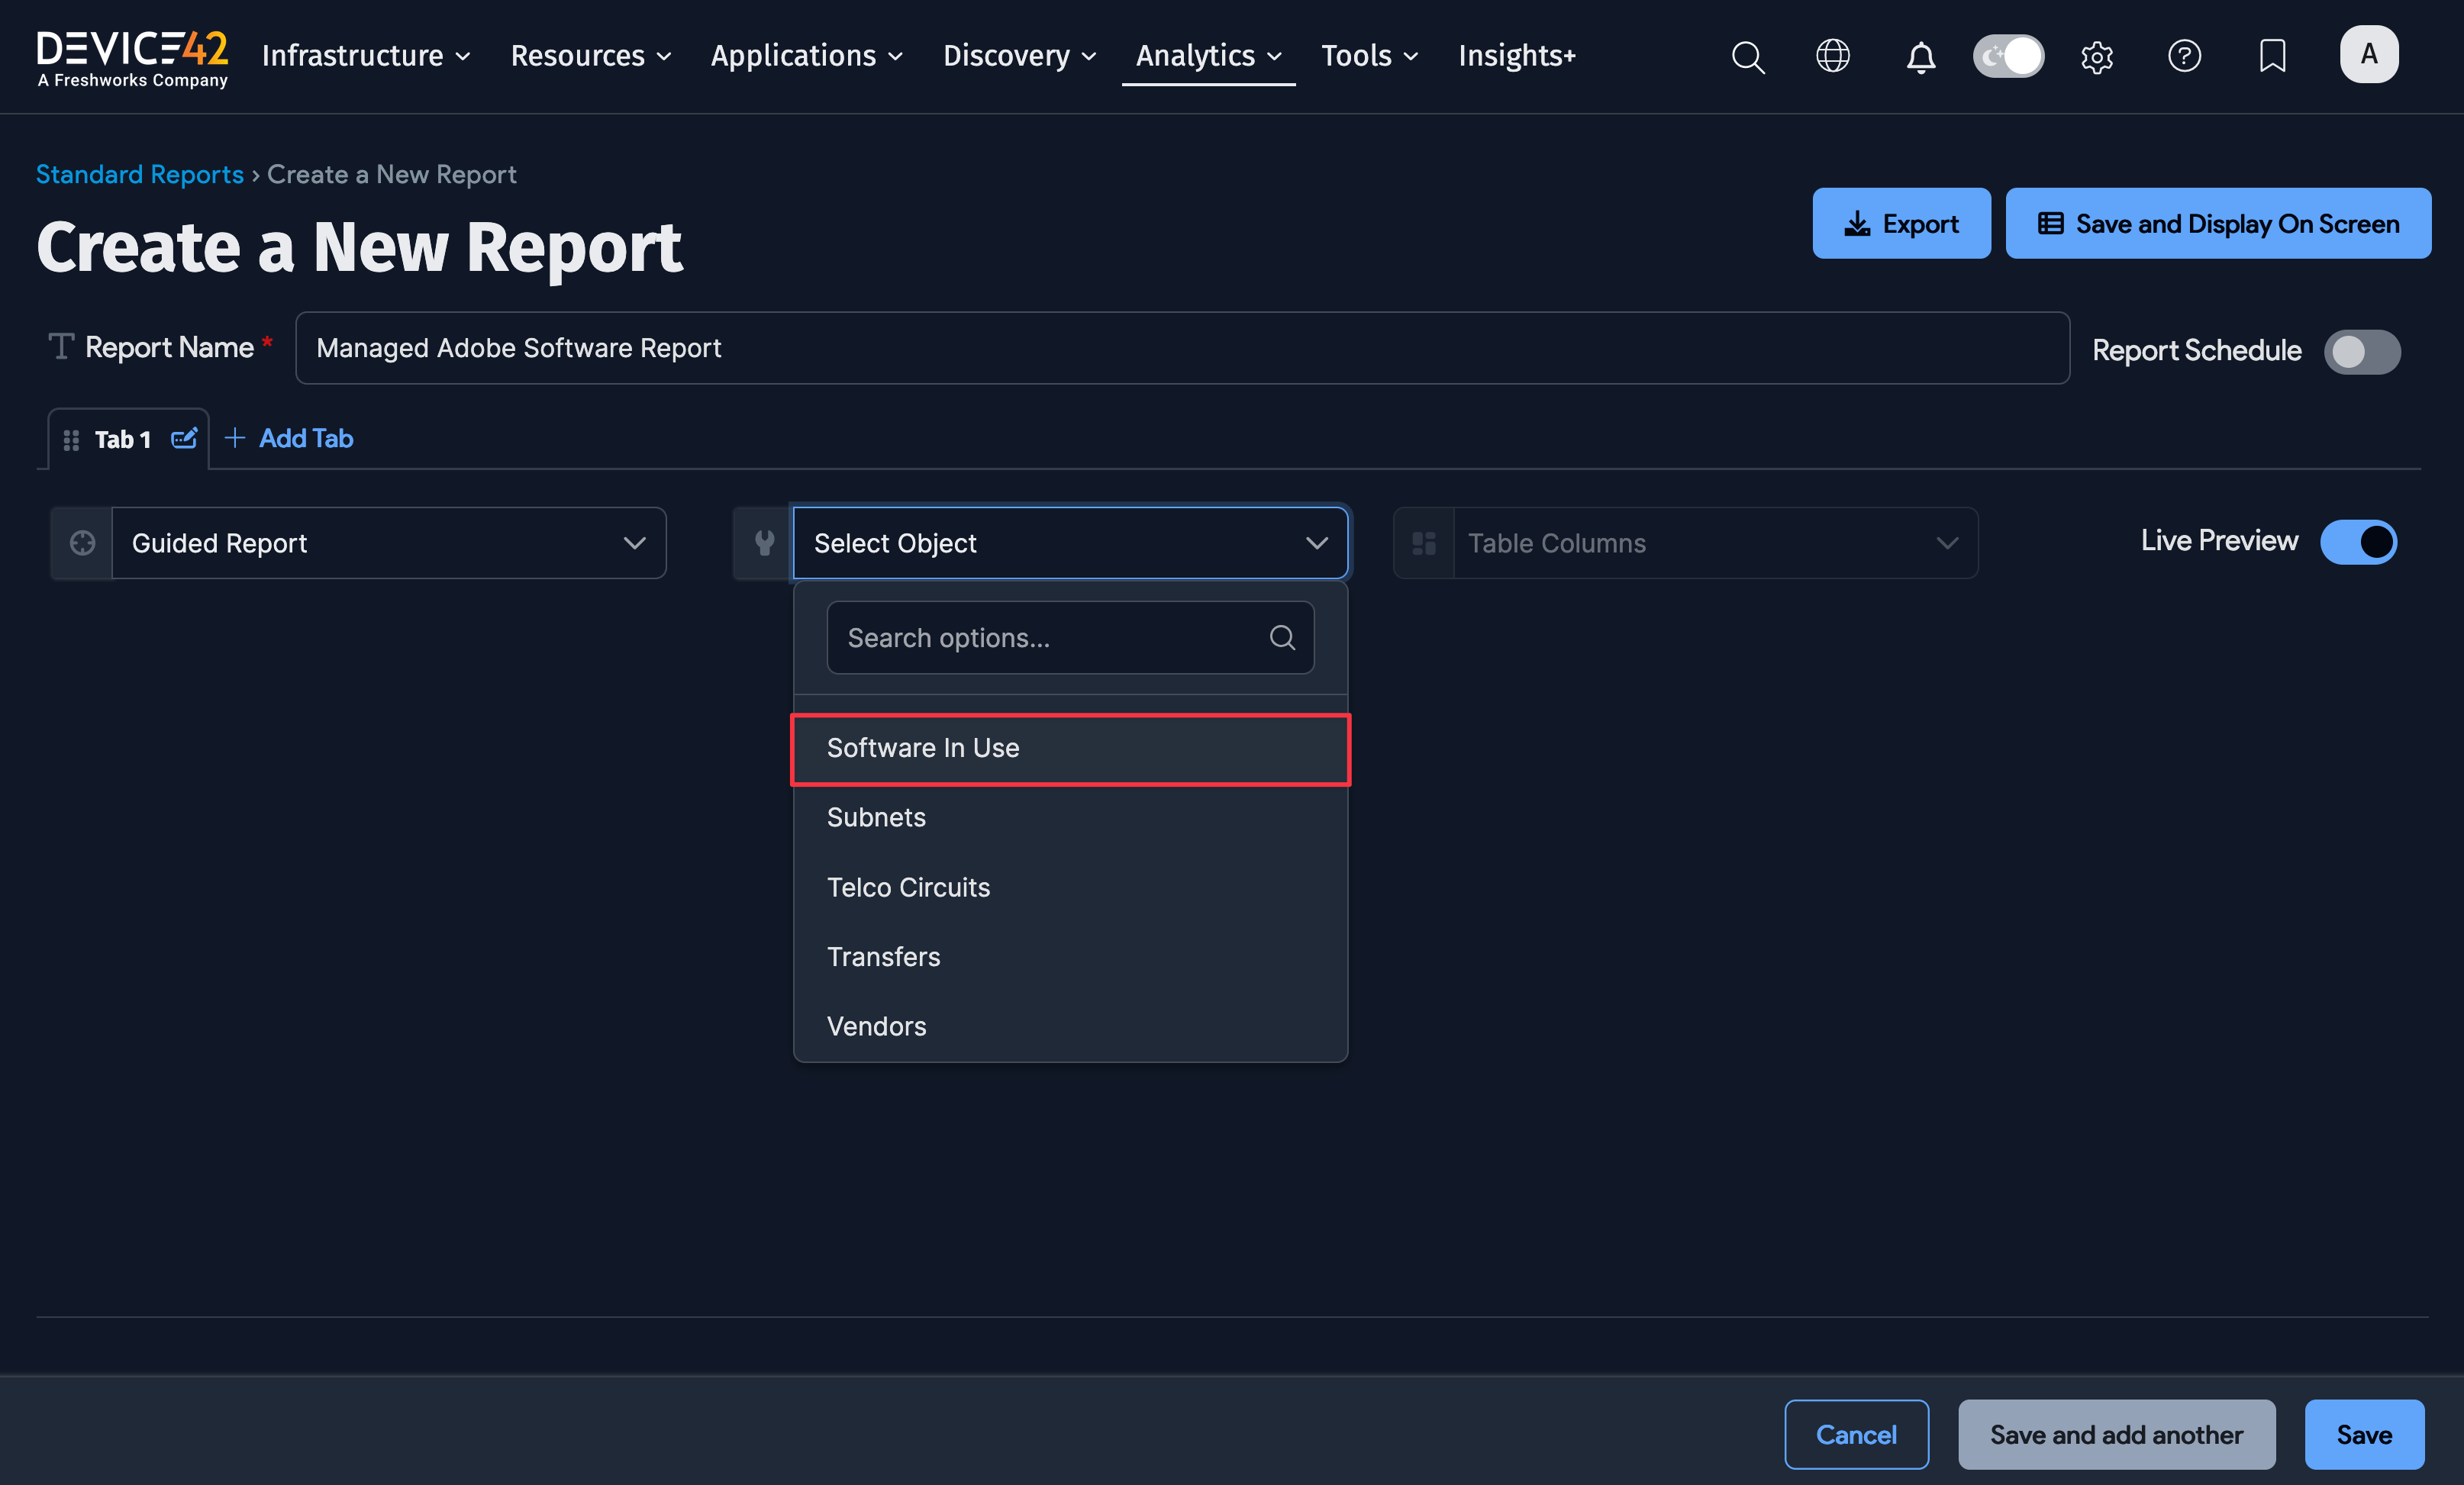 DEVICE42
A Freshworks Company
Infrastructure Resources Applications Discovery Analytics Tools Insights+
A
Standard Reports › Create a New Report
Create a New Report
Export
Save and Display On Screen
Report Name *
Managed Adobe Software Report
Report Schedule
Tab 1
+ Add Tab
Guided Report
Select Object
Table Columns
Live Preview
Search options...
Software In Use
Subnets
Telco Circuits
Transfers
Vendors
Cancel
Save and add another
Save